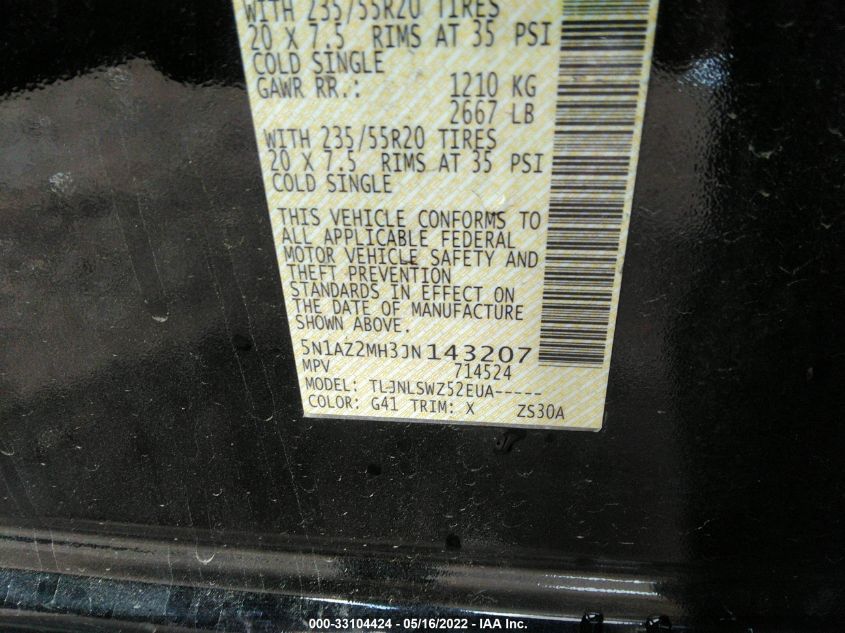 WITH 235/55R20 TIRES
20 X 7.5 RIMS AT 35 PSI
COLD SINGLE
GAWR RR.: 1210 KG
2667 LB
WITH 235/55R20 TIRES
20 X 7.5 RIMS AT 35 PSI
COLD SINGLE
THIS VEHICLE CONFORMS TO
ALL APPLICABLE FEDERAL
MOTOR VEHICLE SAFETY AND
THEFT PREVENTION
STANDARDS IN EFFECT ON
THE DATE OF MANUFACTURE
SHOWN ABOVE.
5N1AZ2MH3JN143207
MPV 714524
MODEL: TLJNLSWZ52EUA-----
COLOR: G41 TRIM: X ZS30A
000-33104424 - 05/16/2022 - IAA Inc.